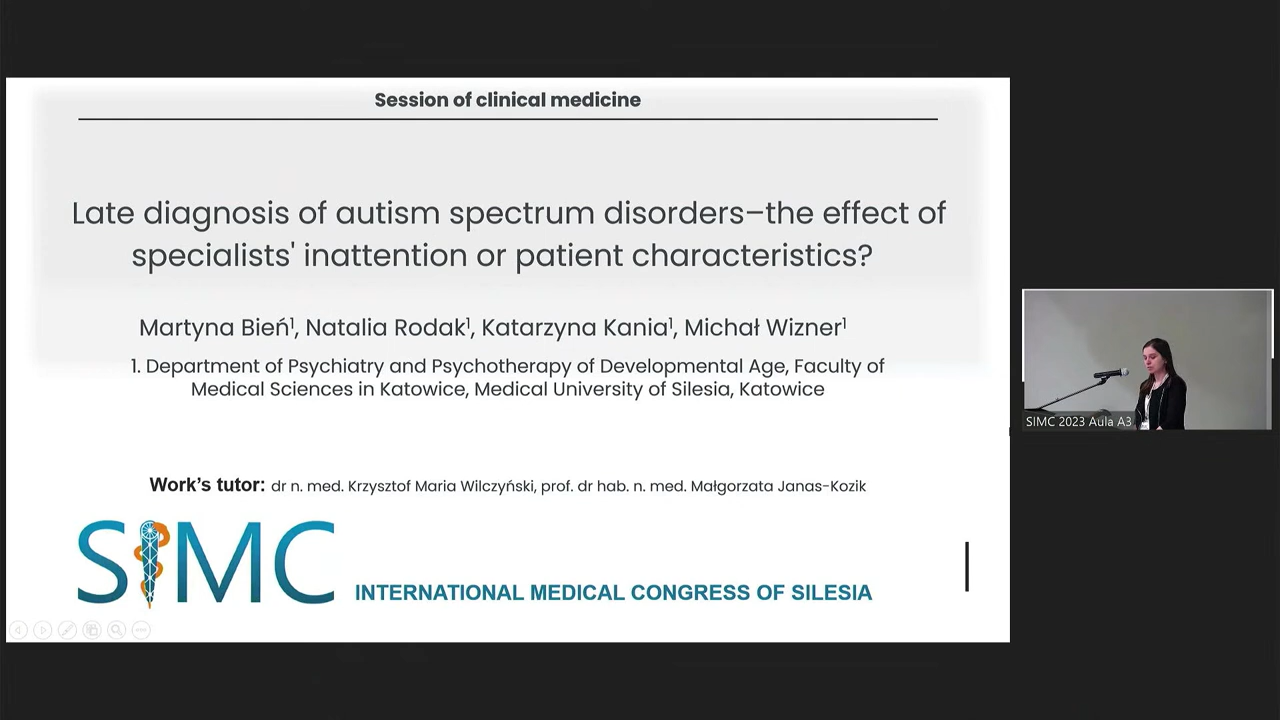 Session of clinical medicine
Late diagnosis of autism spectrum disorders–the effect of
specialists' inattention or patient characteristics?
Martyna Bień¹, Natalia Rodak¹, Katarzyna Kania¹, Michał Wizner¹
1. Department of Psychiatry and Psychotherapy of Developmental Age, Faculty of
Medical Sciences in Katowice, Medical University of Silesia, Katowice
Work's tutor: dr n. med. Krzysztof Maria Wilczyński, prof. dr hab. n. med. Małgorzata Janas-Kozik
SIMC
INTERNATIONAL MEDICAL CONGRESS OF SILESIA
SIMC 2023 Aula A3